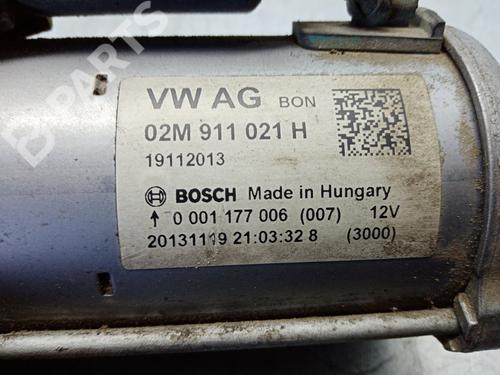 VW AG BON
02M 911 021 H
19112013
BOSCH Made in Hungary
↑ 0 001 177 006 (007) 12V
20131119 21:03:32 8 (3000)
B PARTS